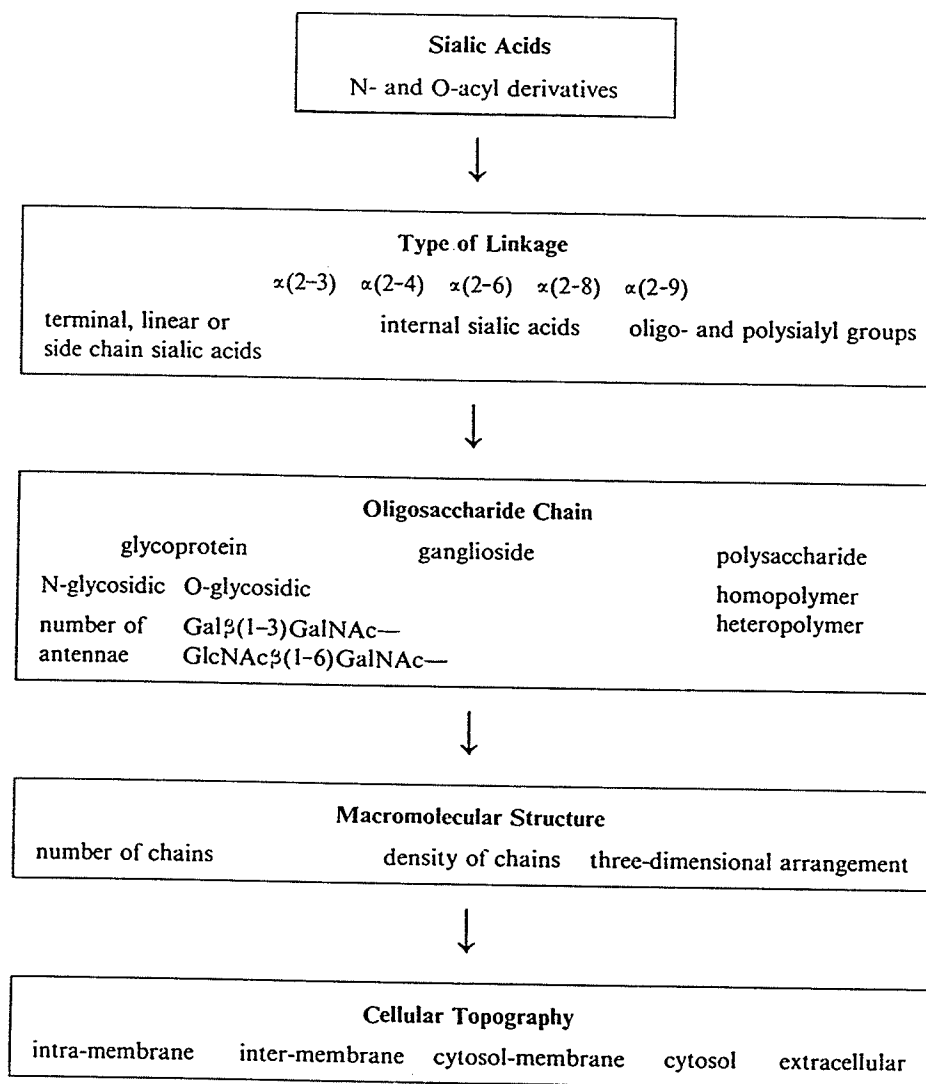 Sialic Acids
N- and O-acyl derivatives
Type of Linkage
α(2-3) α(2-4) α(2-6) α(2-8) α(2-9)
terminal, linear or internal sialic acids oligo- and polysialyl groups
side chain sialic acids
Oligosaccharide Chain
glycoprotein ganglioside polysaccharide
N-glycosidic O-glycosidic homopolymer
number of Galβ(1-3)GalNAc— heteropolymer
antennae GlcNAcβ(1-6)GalNAc—
Macromolecular Structure
number of chains density of chains three-dimensional arrangement
Cellular Topography
intra-membrane inter-membrane cytosol-membrane cytosol extracellular